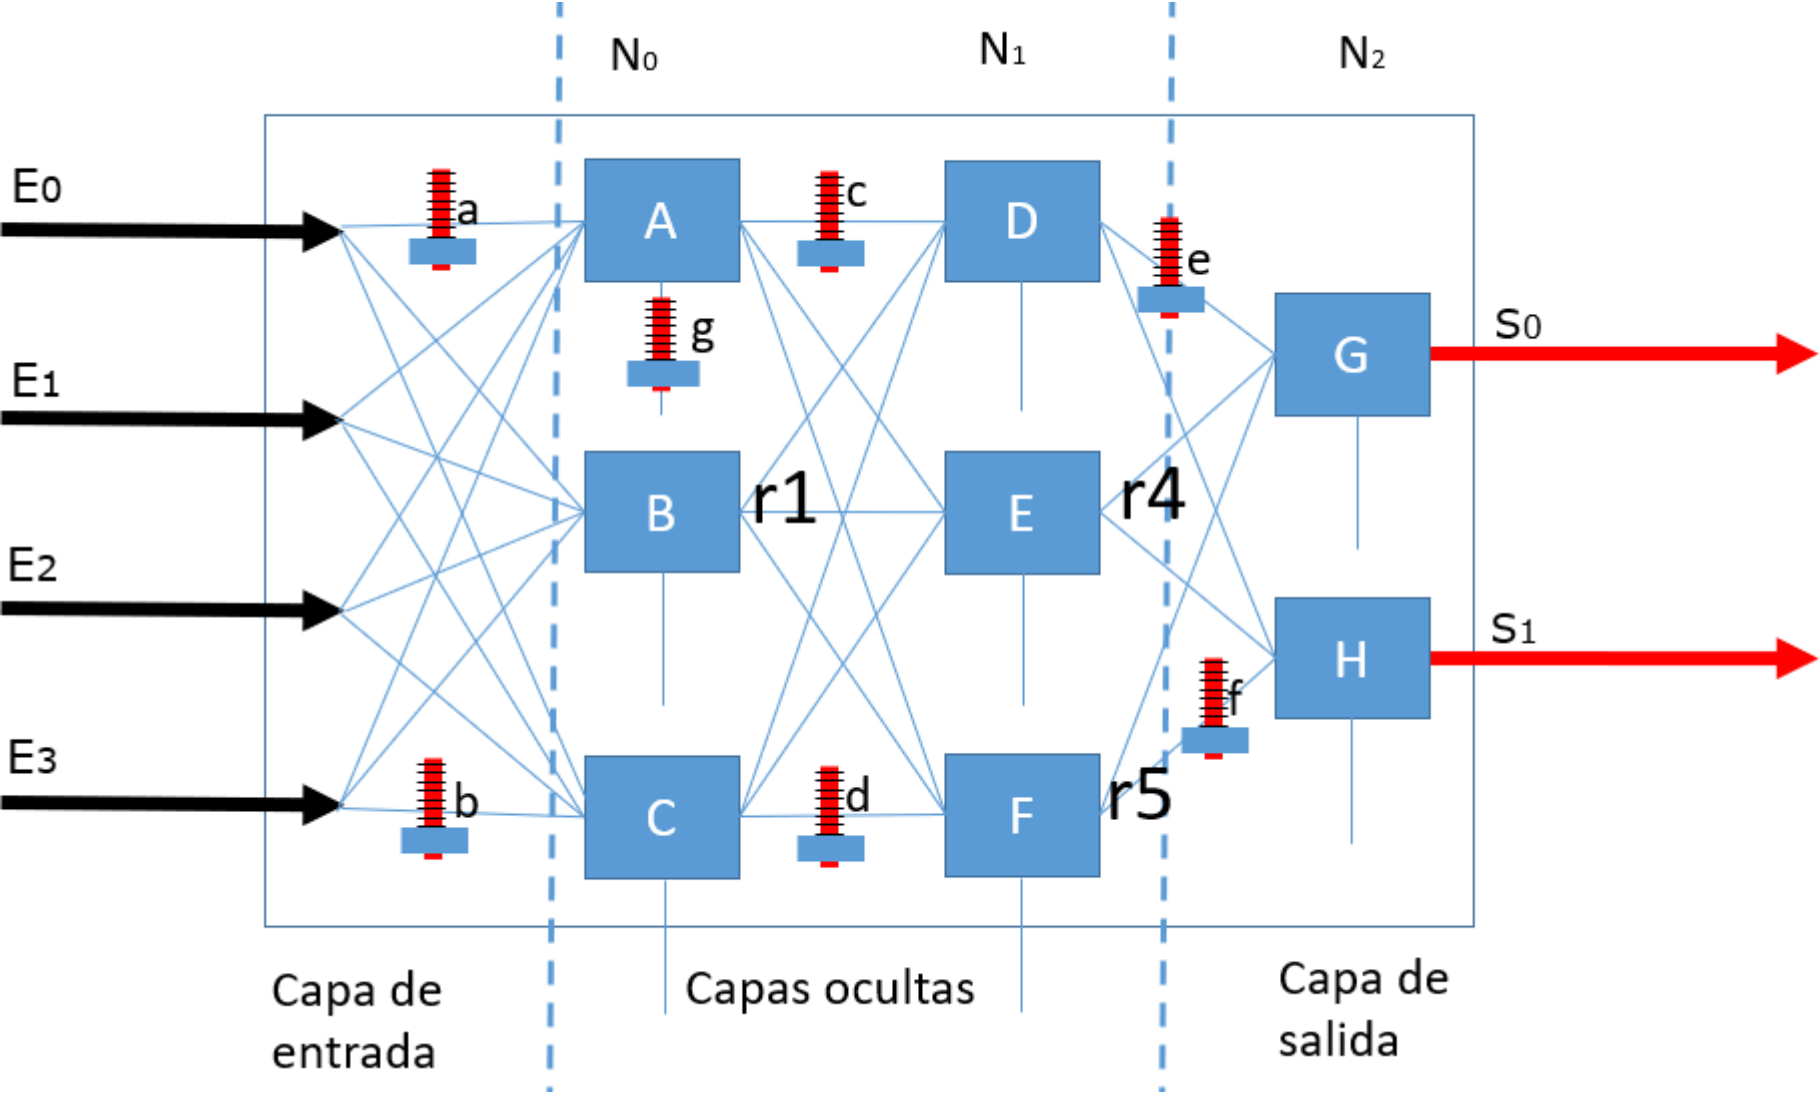 N0
N1
N2
E0
a
A
c
D
e
g
S0
G
E1
B
r1
E
r4
E2
S1
H
f
E3
b
C
d
F
r5
Capa de
entrada
Capas ocultas
Capa de
salida